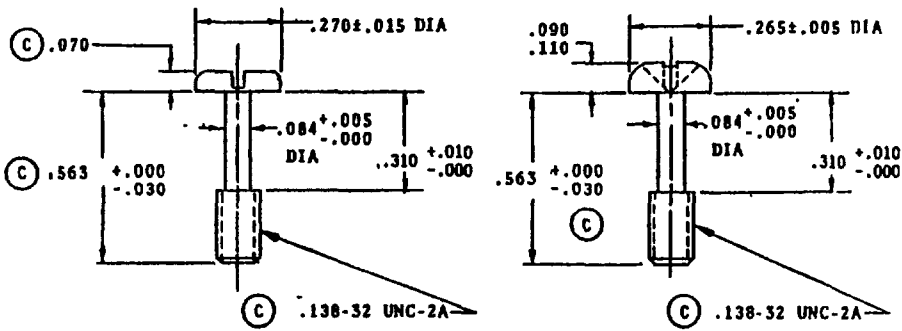 .270±.015 DIA
C .070
.084 +.005
-.000
DIA
C .563 +.000
-.030
.310 +.010
-.000
C .138-32 UNC-2A
.090
.110
.265±.005 DIA
.084 +.005
-.000
DIA
.563 +.000
-.030
.310 +.010
-.000
C
C .138-32 UNC-2A